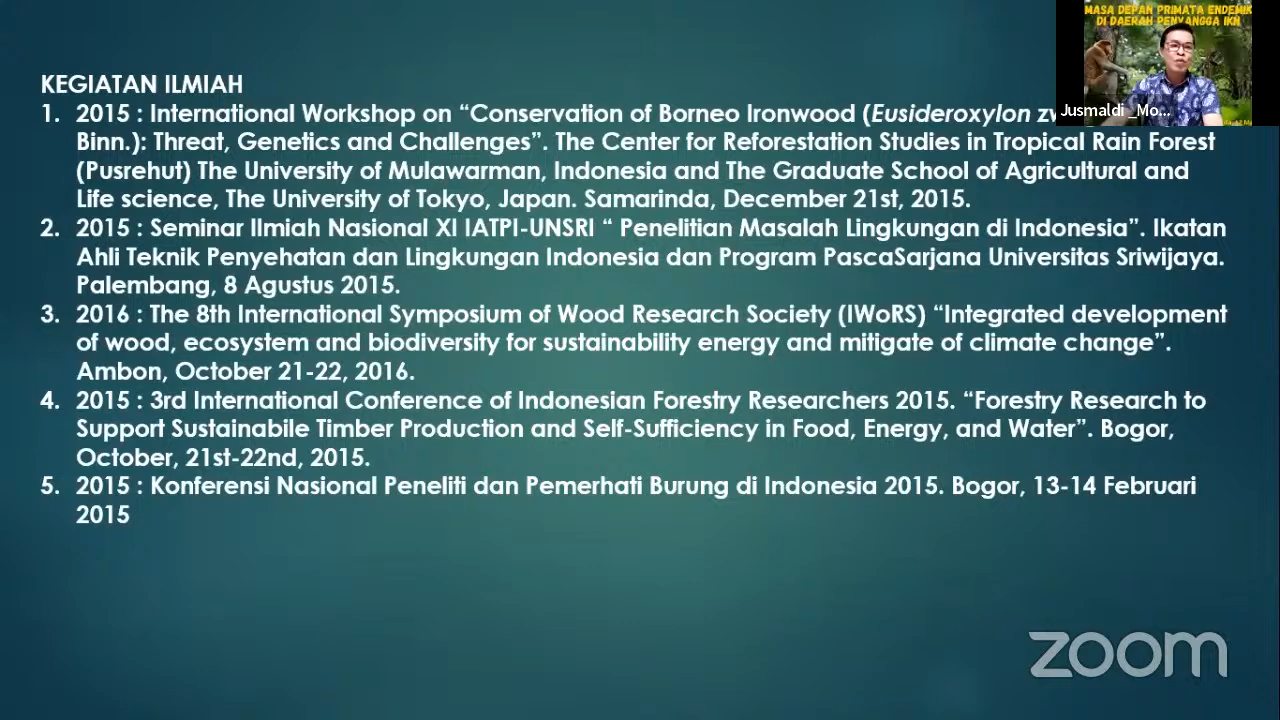 MASA DEPAN PRIMATA ENDEMIK
DI DAERAH PENYANGGA IKN
Jusmaldi _Mo...
KEGIATAN ILMIAH
1. 2015 : International Workshop on “Conservation of Borneo Ironwood (Eusideroxylon
Binn.): Threat, Genetics and Challenges”. The Center for Reforestation Studies in Tropical Rain Forest
(Pusrehut) The University of Mulawarman, Indonesia and The Graduate School of Agricultural and
Life science, The University of Tokyo, Japan. Samarinda, December 21st, 2015.
2. 2015 : Seminar Ilmiah Nasional XI IATPI-UNSRI “ Penelitian Masalah Lingkungan di Indonesia”. Ikatan
Ahli Teknik Penyehatan dan Lingkungan Indonesia dan Program PascaSarjana Universitas Sriwijaya.
Palembang, 8 Agustus 2015.
3. 2016 : The 8th International Symposium of Wood Research Society (IWoRS) “Integrated development
of wood, ecosystem and biodiversity for sustainability energy and mitigate of climate change”.
Ambon, October 21-22, 2016.
4. 2015 : 3rd International Conference of Indonesian Forestry Researchers 2015. “Forestry Research to
Support Sustainabile Timber Production and Self-Sufficiency in Food, Energy, and Water”. Bogor,
October, 21st-22nd, 2015.
5. 2015 : Konferensi Nasional Peneliti dan Pemerhati Burung di Indonesia 2015. Bogor, 13-14 Februari
2015
zoom